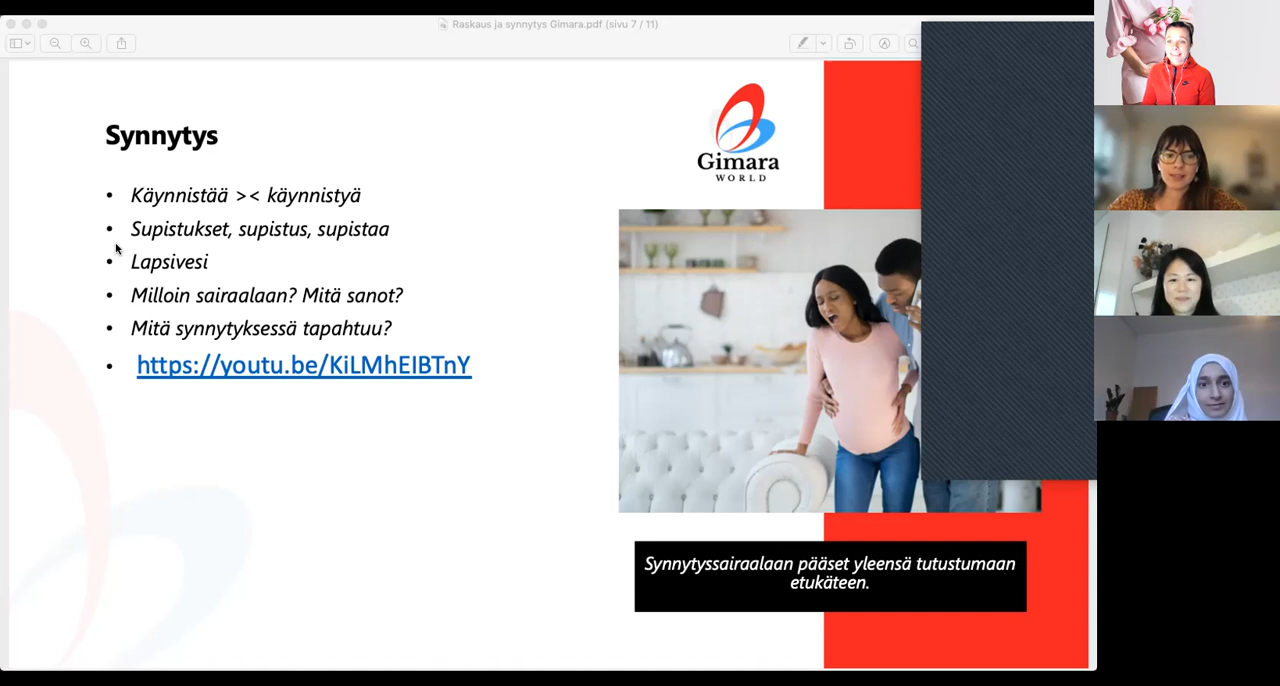 Raskaus ja synnytys Gimara.pdf (sivu 7 / 11)
Synnytys
• Käynnistää >< käynnistyä
• Supistukset, supistus, supistaa
• Lapsivesi
• Milloin sairaalaan? Mitä sanot?
• Mitä synnytyksessä tapahtuu?
• https://youtu.be/KiLMhEIBTnY
Gimara
WORLD
Synnytyssairaalaan pääset yleensä tutustumaan
etukäteen.